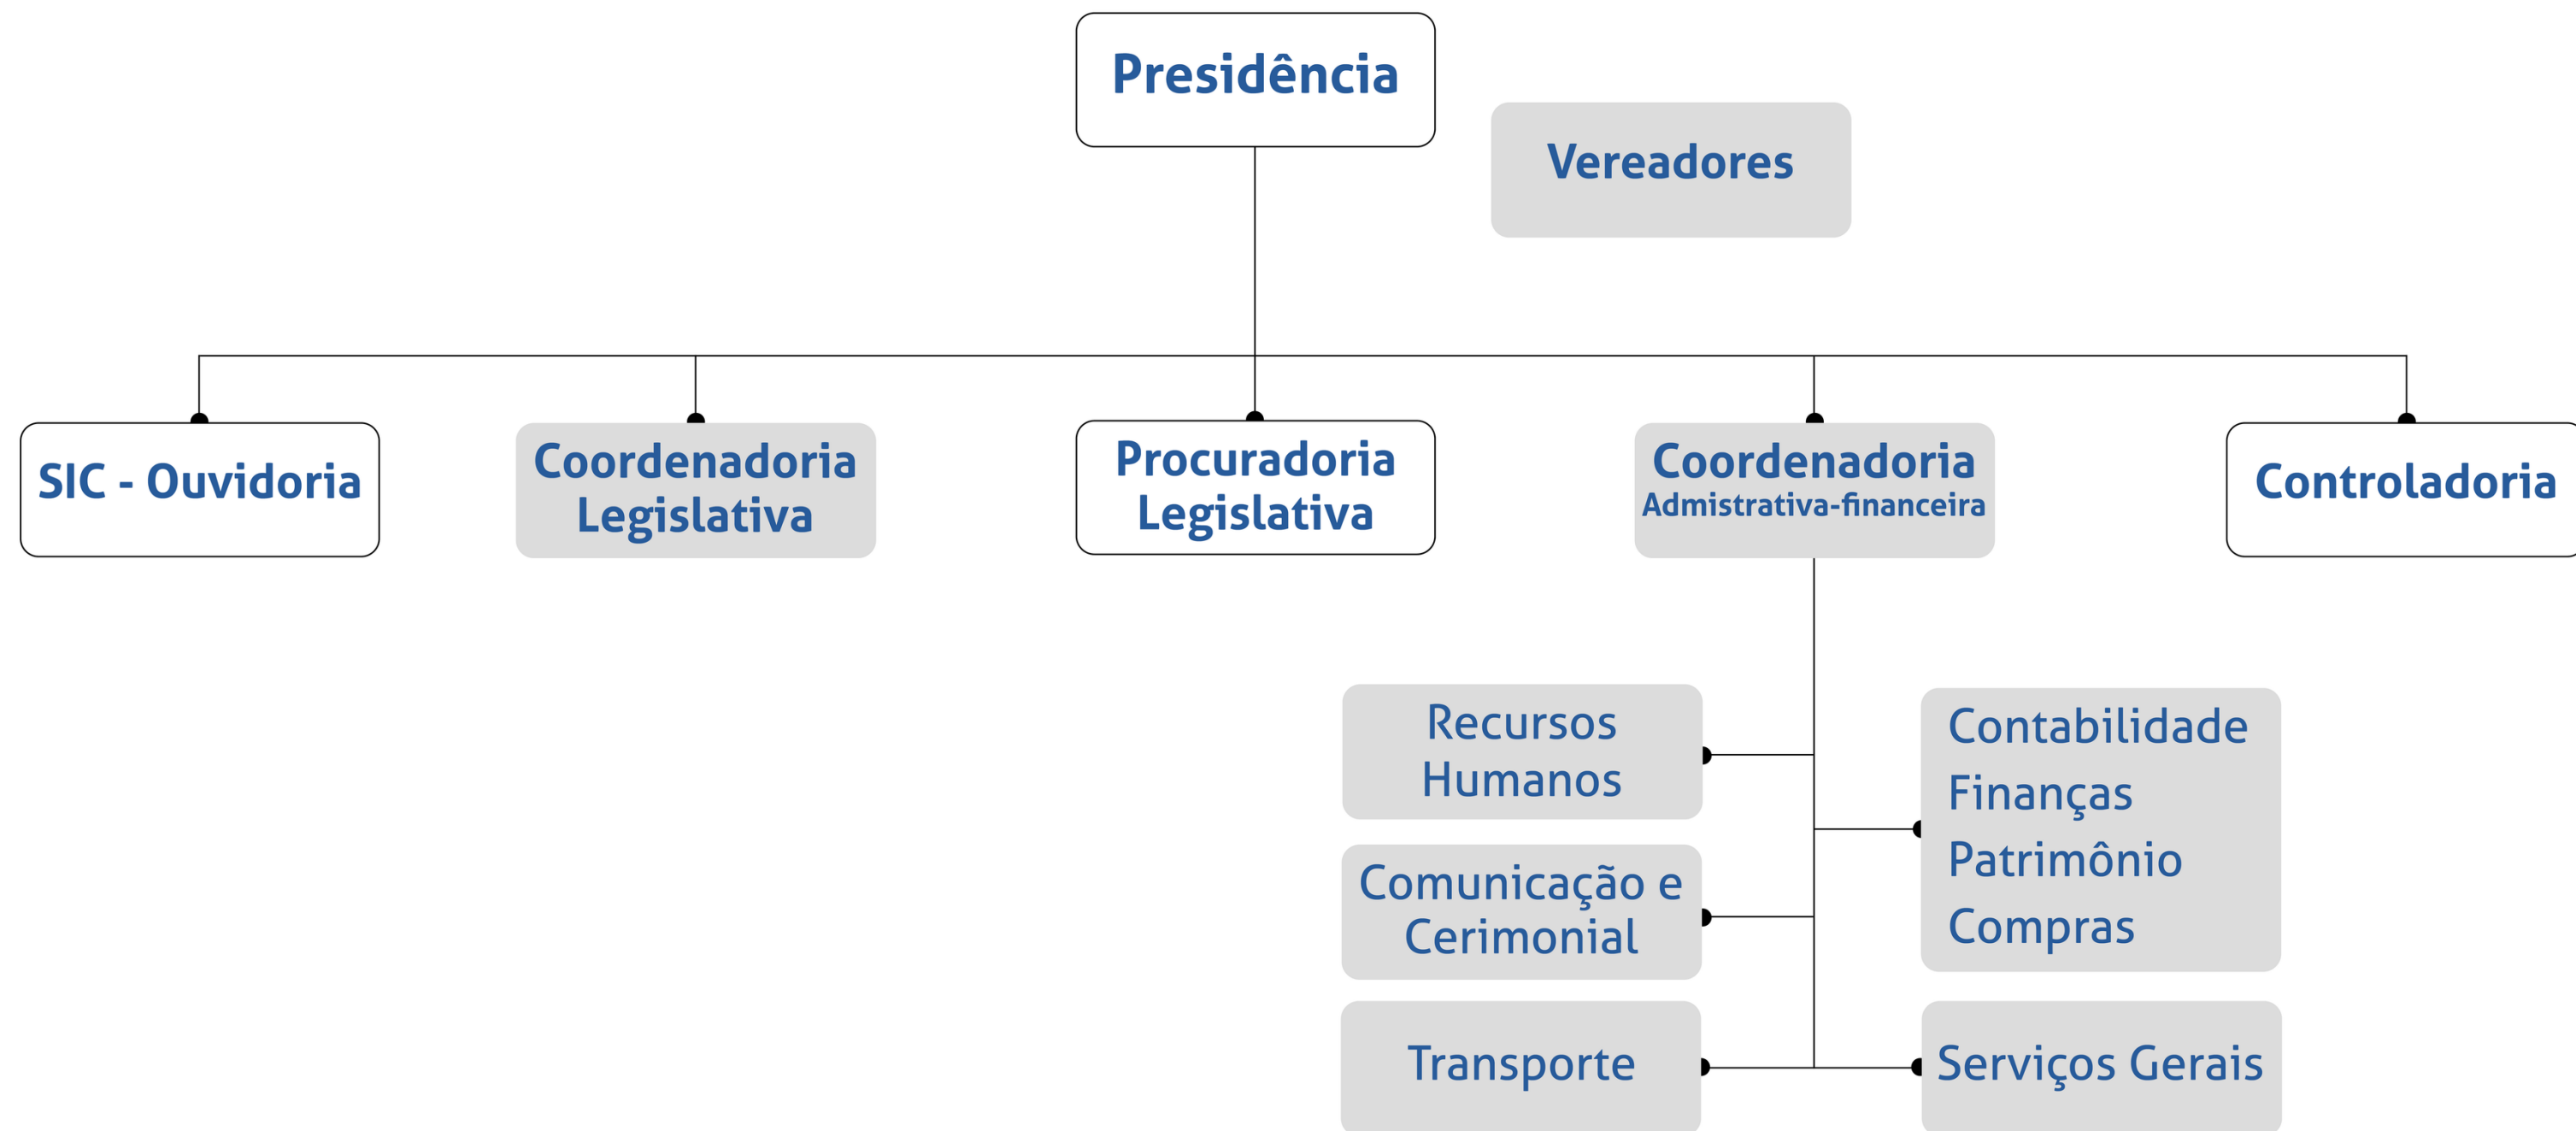 Presidência
Vereadores
SIC - Ouvidoria
Coordenadoria
Legislativa
Procuradoria
Legislativa
Coordenadoria
Admistrativa-financeira
Controladoria
Recursos
Humanos
Comunicação e
Cerimonial
Transporte
Contabilidade
Finanças
Patrimônio
Compras
Serviços Gerais